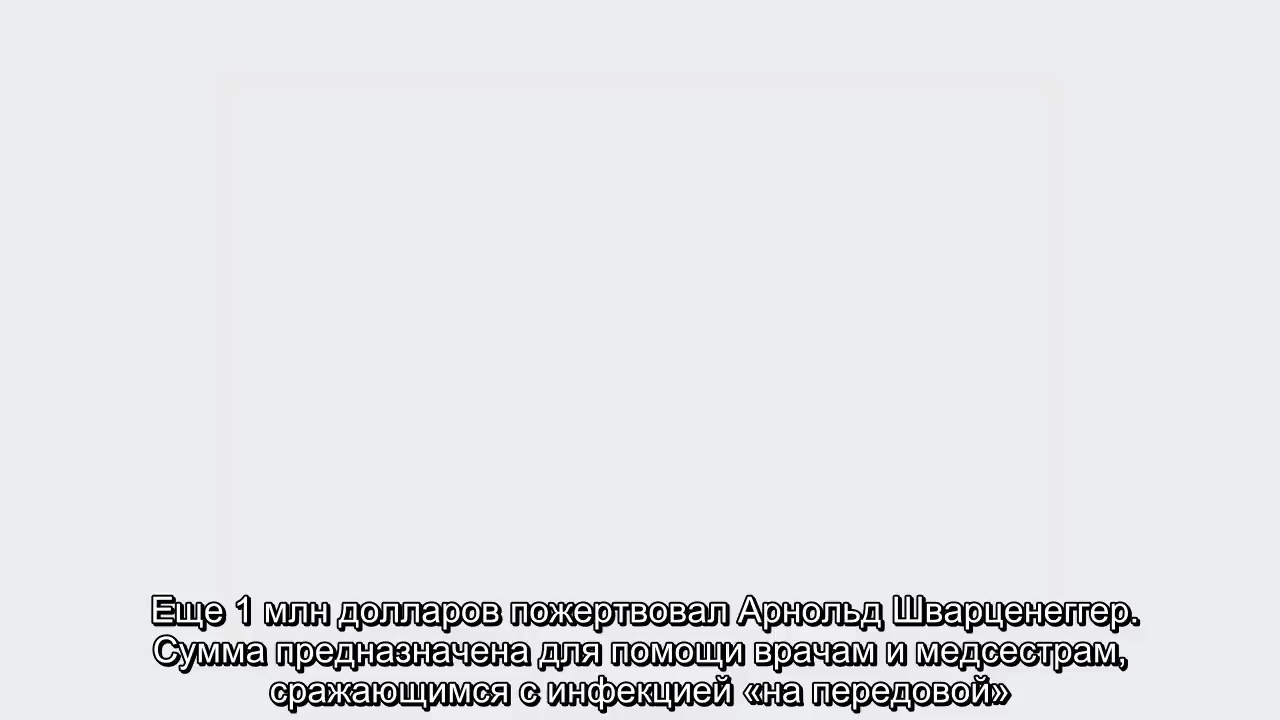 Еще 1 млн долларов пожертвовал Арнольд Шварценеггер.
Сумма предназначена для помощи врачам и медсестрам,
сражающимся с инфекцией «на передовой»